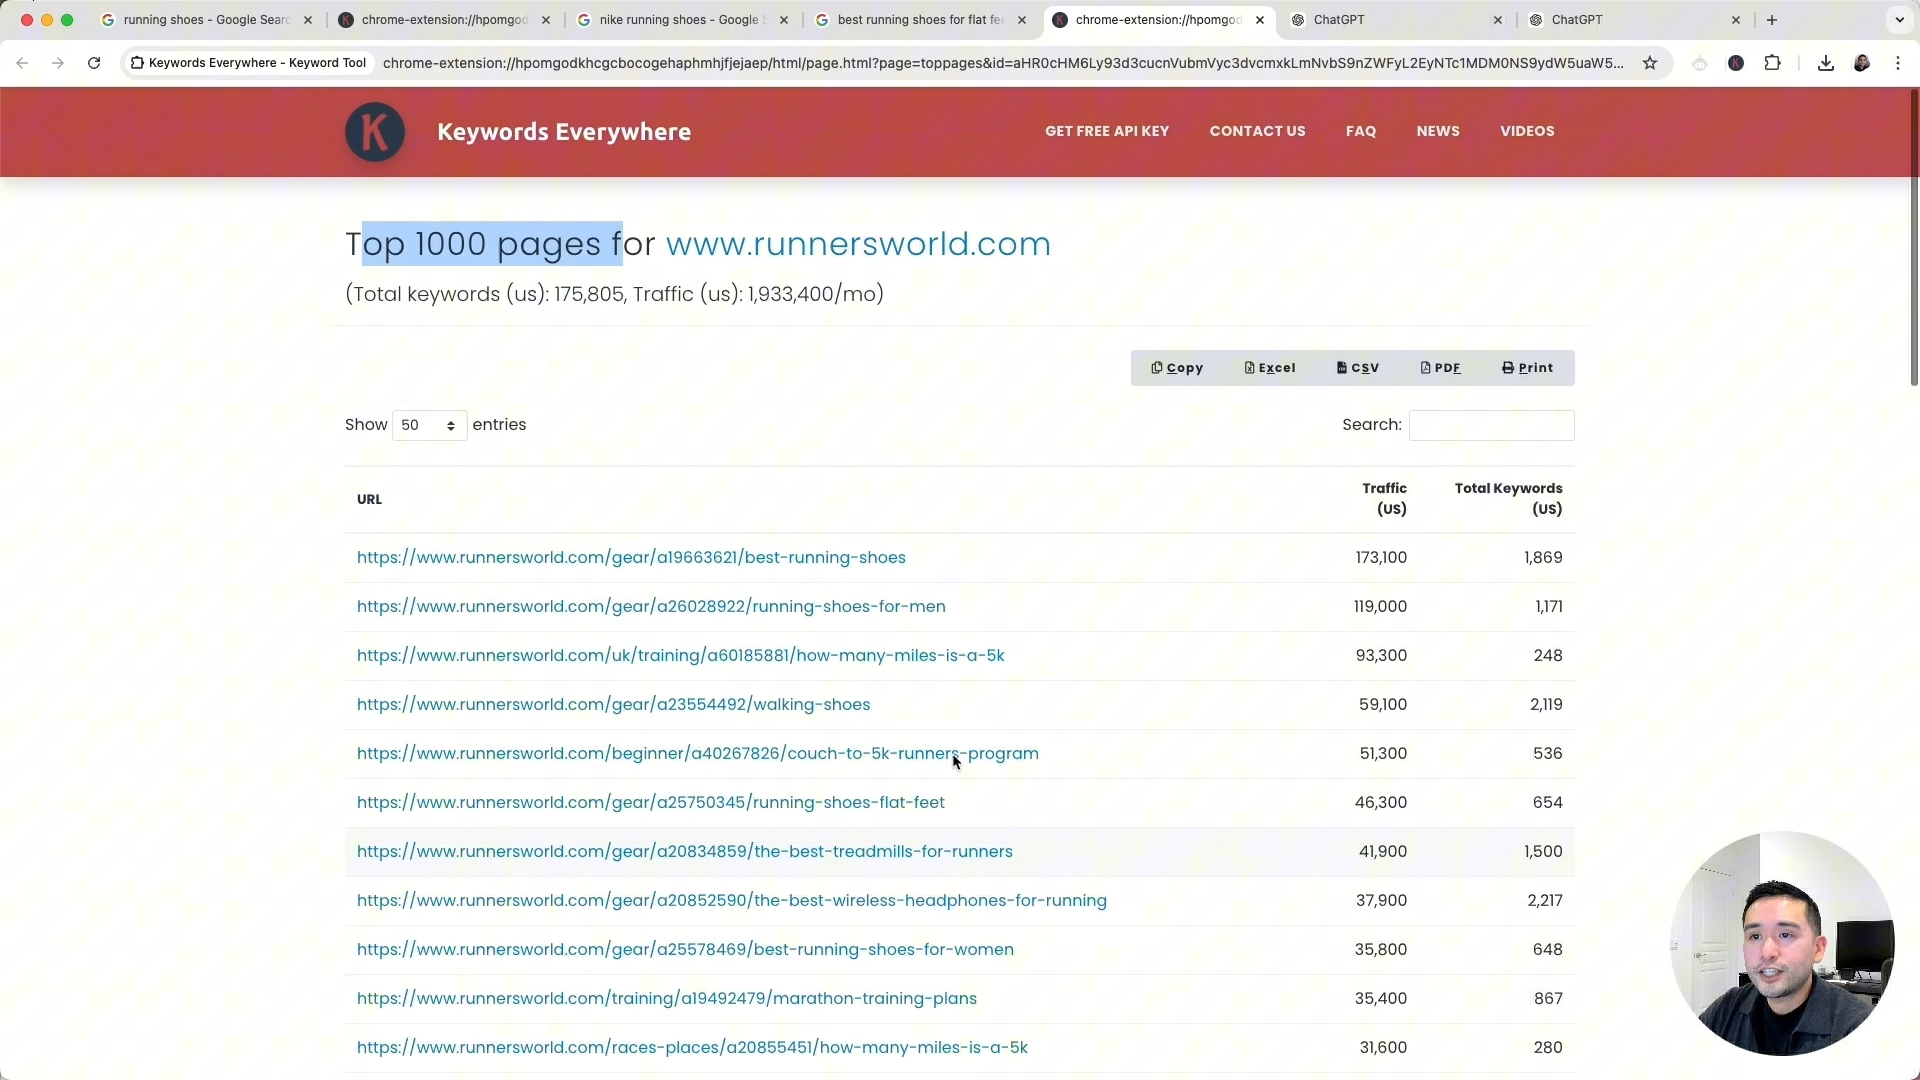 running shoes - Google Searc
chrome-extension://hpomgod
nike running shoes - Google S
best running shoes for flat fee
chrome-extension://hpomgod
ChatGPT
ChatGPT
Keywords Everywhere - Keyword Tool
chrome-extension://hpomgodkhcgcbocogehaphmhjfjejaep/html/page.html?page=toppages&id=aHR0cHM6Ly93d3cucnVubmVyc3dvcmxkLmNvbS9nZWFyL2EyNTc1MDM0NS9ydW5uaW5...
K
Keywords Everywhere
GET FREE API KEY
CONTACT US
FAQ
NEWS
VIDEOS
Top 1000 pages for www.runnersworld.com
(Total keywords (us): 175,805, Traffic (us): 1,933,400/mo)
Copy
Excel
CSV
PDF
Print
Show 50 entries
Search:
URL
Traffic
(US)
Total Keywords
(US)
https://www.runnersworld.com/gear/a19663621/best-running-shoes 173,100 1,869
https://www.runnersworld.com/gear/a26028922/running-shoes-for-men 119,000 1,171
https://www.runnersworld.com/uk/training/a60185881/how-many-miles-is-a-5k 93,300 248
https://www.runnersworld.com/gear/a23554492/walking-shoes 59,100 2,119
https://www.runnersworld.com/beginner/a40267826/couch-to-5k-runners-program 51,300 536
https://www.runnersworld.com/gear/a25750345/running-shoes-flat-feet 46,300 654
https://www.runnersworld.com/gear/a20834859/the-best-treadmills-for-runners 41,900 1,500
https://www.runnersworld.com/gear/a20852590/the-best-wireless-headphones-for-running 37,900 2,217
https://www.runnersworld.com/gear/a25578469/best-running-shoes-for-women 35,800 648
https://www.runnersworld.com/training/a19492479/marathon-training-plans 35,400 867
https://www.runnersworld.com/races-places/a20855451/how-many-miles-is-a-5k 31,600 280